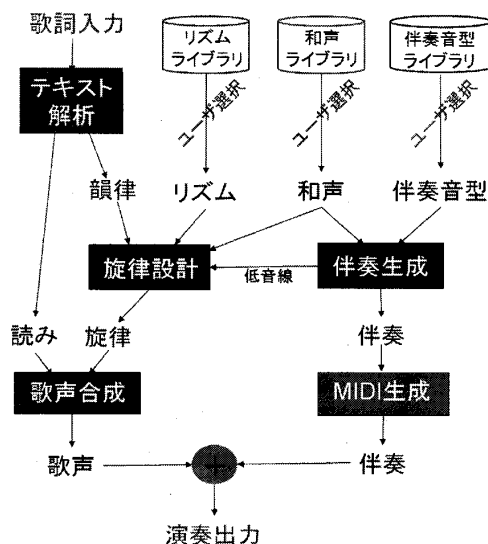 歌詞入力
リズム
ライブラリ
和声
ライブラリ
伴奏音型
ライブラリ
テキスト
解析
ユーザ選択
ユーザ選択
ユーザ選択
韻律
リズム
和声
伴奏音型
旋律設計
低音線
伴奏生成
読み
旋律
伴奏
歌声合成
MIDI生成
歌声
+
伴奏
演奏出力